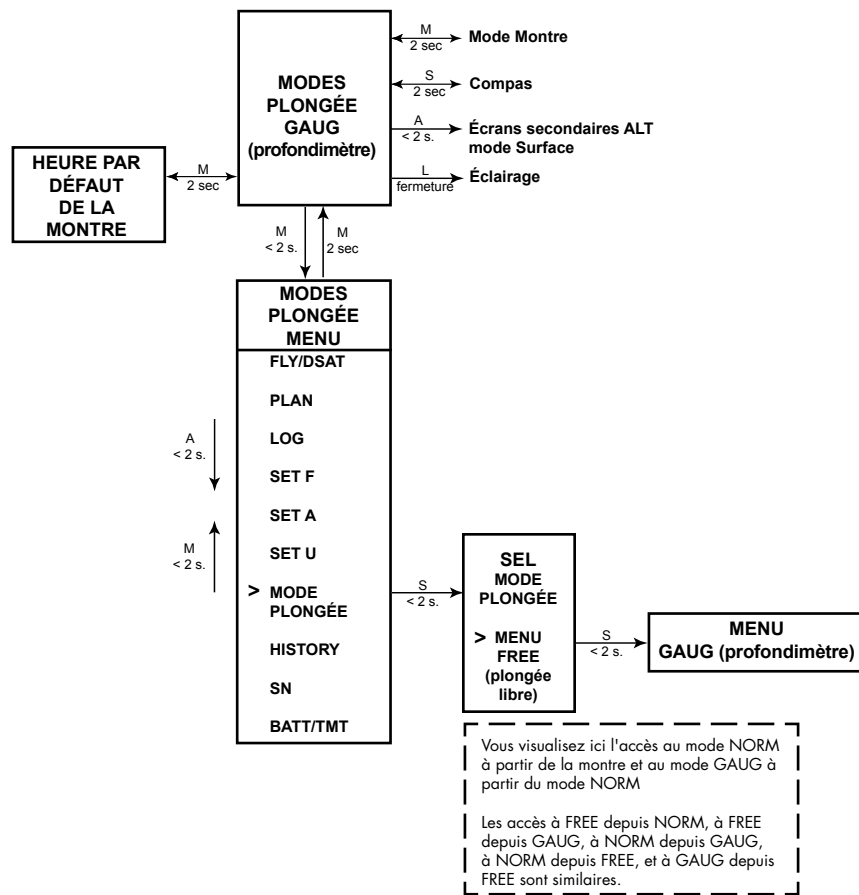 MODES
PLONGÉE
GAUG
(profondimètre)
M
2 sec
Mode Montre
S
2 sec
Compas
A
< 2 s.
Écrans secondaires ALT
mode Surface
L
fermeture
Éclairage
HEURE PAR
DÉFAUT
DE LA
MONTRE
M
2 sec
M
< 2 s.
M
2 sec
MODES
PLONGÉE
MENU
FLY/DSAT
PLAN
LOG
SET F
SET A
SET U
> MODE
PLONGÉE
HISTORY
SN
BATT/TMT
A
< 2 s.
M
< 2 s.
S
< 2 s.
SEL
MODE
PLONGÉE
> MENU
FREE
(plongée
libre)
S
< 2 s.
MENU
GAUG (profondimètre)
Vous visualisez ici l'accès au mode NORM
à partir de la montre et au mode GAUG à
partir du mode NORM
Les accès à FREE depuis NORM, à FREE
depuis GAUG, à NORM depuis GAUG,
à NORM depuis FREE, et à GAUG depuis
FREE sont similaires.